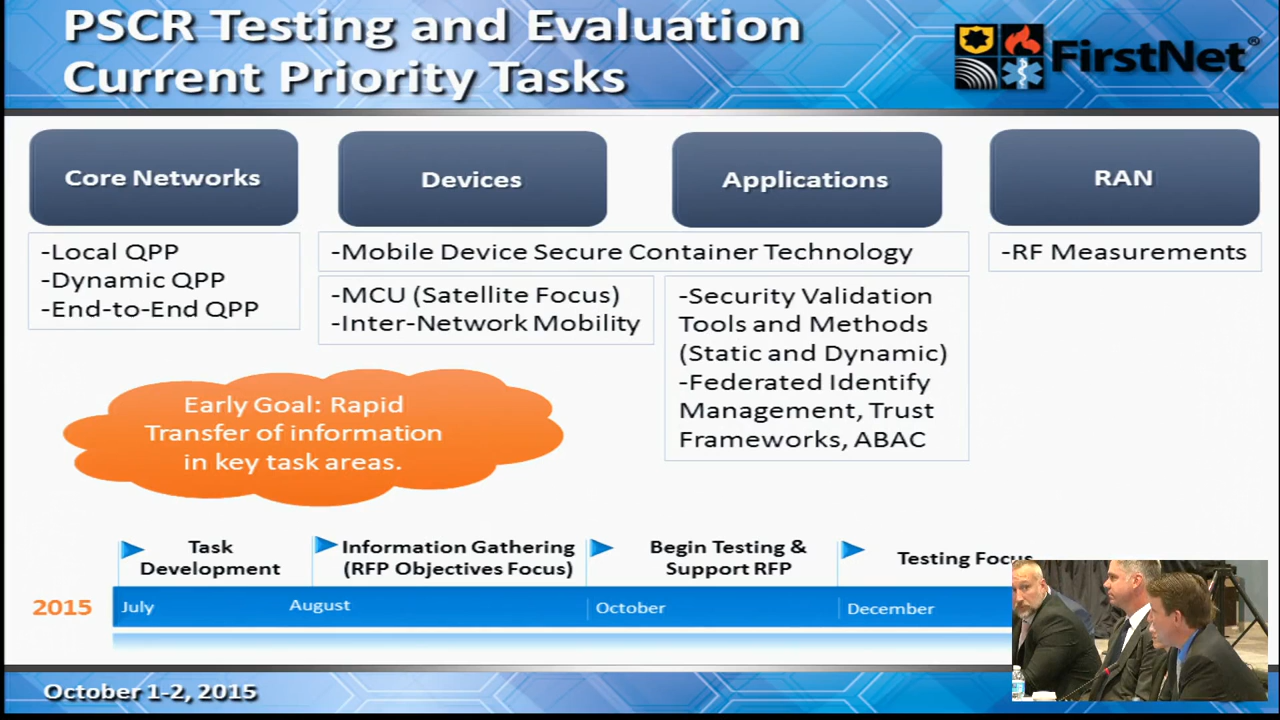 PSCR Testing and Evaluation
Current Priority Tasks
FirstNet®
Core Networks
Devices
Applications
RAN
-Local QPP
-Dynamic QPP
-End-to-End QPP
-Mobile Device Secure Container Technology
-RF Measurements
-MCU (Satellite Focus)
-Inter-Network Mobility
-Security Validation
Tools and Methods
(Static and Dynamic)
-Federated Identify
Management, Trust
Frameworks, ABAC
Early Goal: Rapid
Transfer of information
in key task areas.
Task
Development
Information Gathering
(RFP Objectives Focus)
Begin Testing &
Support RFP
Testing Focus
2015
July
August
October
December
October 1-2, 2015